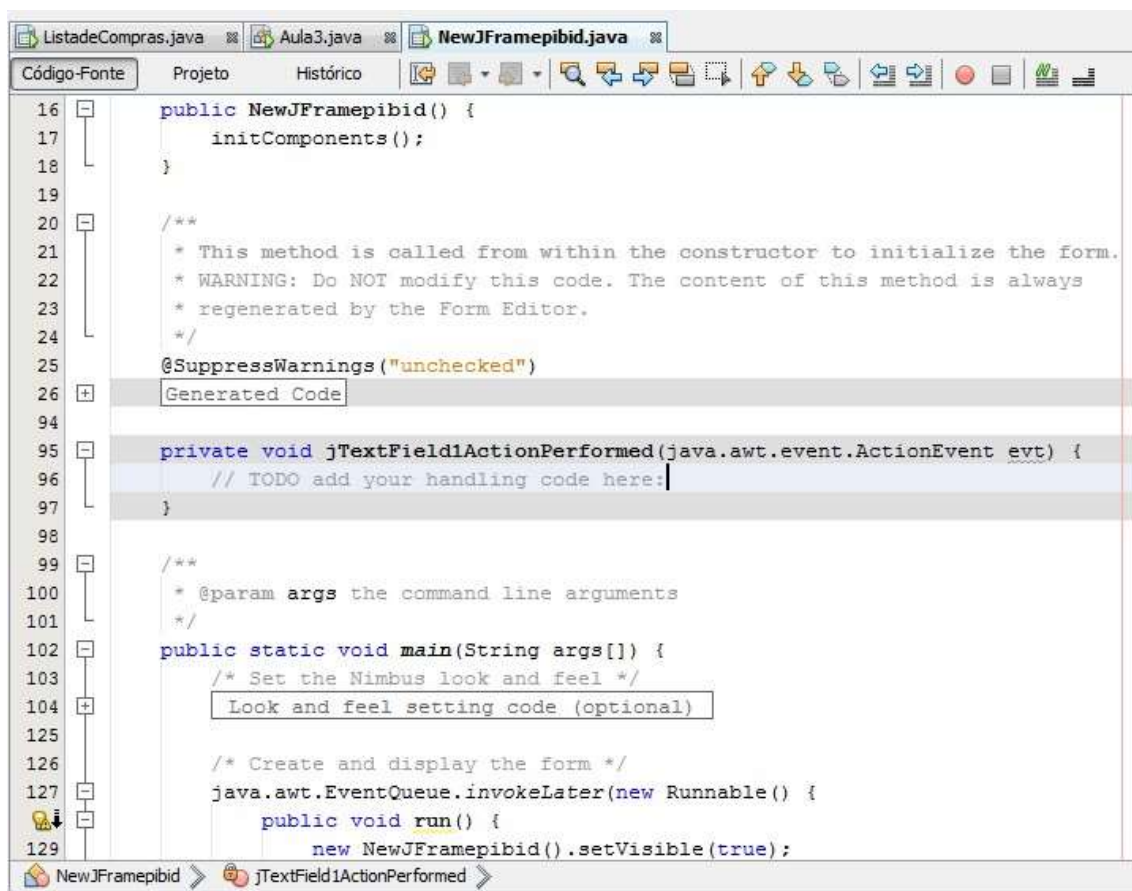 ListadeCompras.java Aula3.java NewJFramepibid.java
Código-Fonte Projeto Histórico
16 public NewJFramepibid() {
17 initComponents();
18 }
19
20 /**
21 * This method is called from within the constructor to initialize the form.
22 * WARNING: Do NOT modify this code. The content of this method is always
23 * regenerated by the Form Editor.
24 */
25 @SuppressWarnings("unchecked")
26 Generated Code
94
95 private void jTextField1ActionPerformed(java.awt.event.ActionEvent evt) {
96 // TODO add your handling code here:
97 }
98
99 /**
100 * @param args the command line arguments
101 */
102 public static void main(String args[]) {
103 /* Set the Nimbus look and feel */
104 Look and feel setting code (optional)
125
126 /* Create and display the form */
127 java.awt.EventQueue.invokeLater(new Runnable() {
public void run() {
129 new NewJFramepibid().setVisible(true);
NewJFramepibid jTextField1ActionPerformed